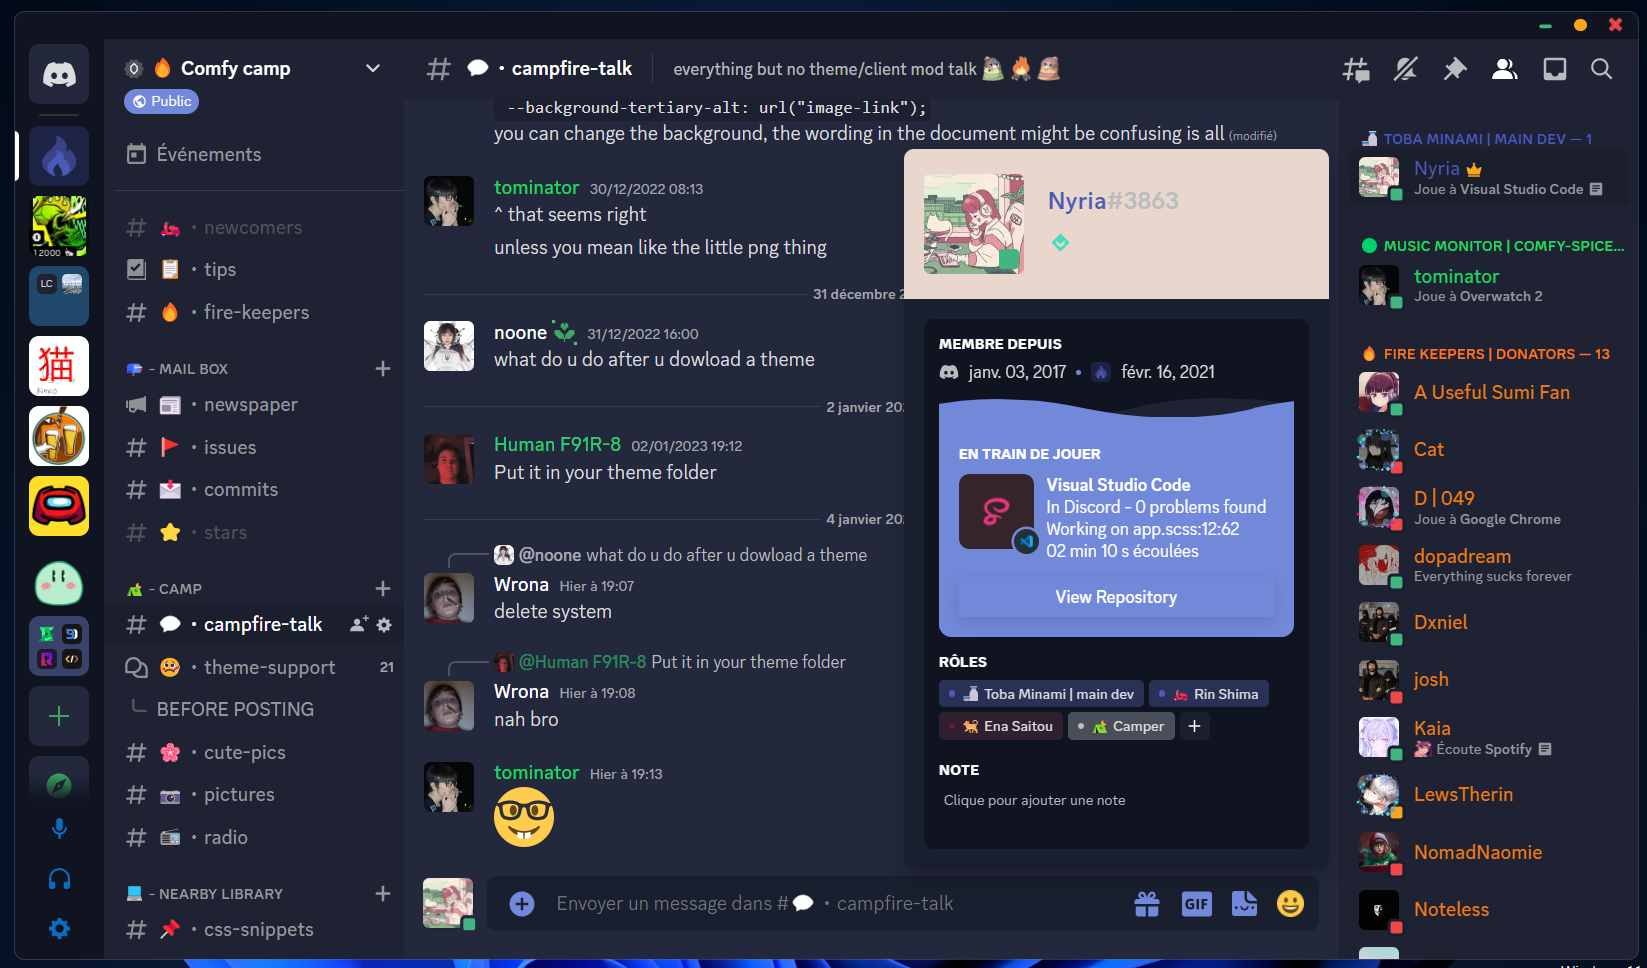 Comfy camp
Public
Événements
newcomers
tips
fire-keepers
- MAIL BOX
newspaper
issues
commits
stars
- CAMP
campfire-talk
theme-support 21
BEFORE POSTING
cute-pics
pictures
radio
- NEARBY LIBRARY
css-snippets
12000
LC
猫
Neko
campfire-talk
everything but no theme/client mod talk
--background-tertiary-alt: url("image-link");
you can change the background, the wording in the document might be confusing is all (modifié)
tominator 30/12/2022 08:13
^ that seems right
unless you mean like the little png thing
31 décembre 2
noone 31/12/2022 16:00
what do u do after u dowload a theme
2 janvier 20
Human F91R-8 02/01/2023 19:12
Put it in your theme folder
4 janvier 20
@noone what do u do after u dowload a theme
Wrona Hier à 19:07
delete system
@Human F91R-8 Put it in your theme folder
Wrona Hier à 19:08
nah bro
tominator Hier à 19:13
Envoyer un message dans # • campfire-talk
GIF
Nyria#3863
MEMBRE DEPUIS
janv. 03, 2017 • févr. 16, 2021
EN TRAIN DE JOUER
Visual Studio Code
In Discord - 0 problems found
Working on app.scss:12:62
02 min 10 s écoulées
View Repository
RÔLES
Toba Minami | main dev
Rin Shima
Ena Saitou
Camper
+
NOTE
Clique pour ajouter une note
TOBA MINAMI | MAIN DEV — 1
Nyria
Joue à Visual Studio Code
MUSIC MONITOR | COMFY-SPICE...
tominator
Joue à Overwatch 2
FIRE KEEPERS | DONATORS — 13
A Useful Sumi Fan
Cat
D | 049
Joue à Google Chrome
dopadream
Everything sucks forever
Dxniel
josh
Kaia
Écoute Spotify
LewsTherin
NomadNaomie
Noteless